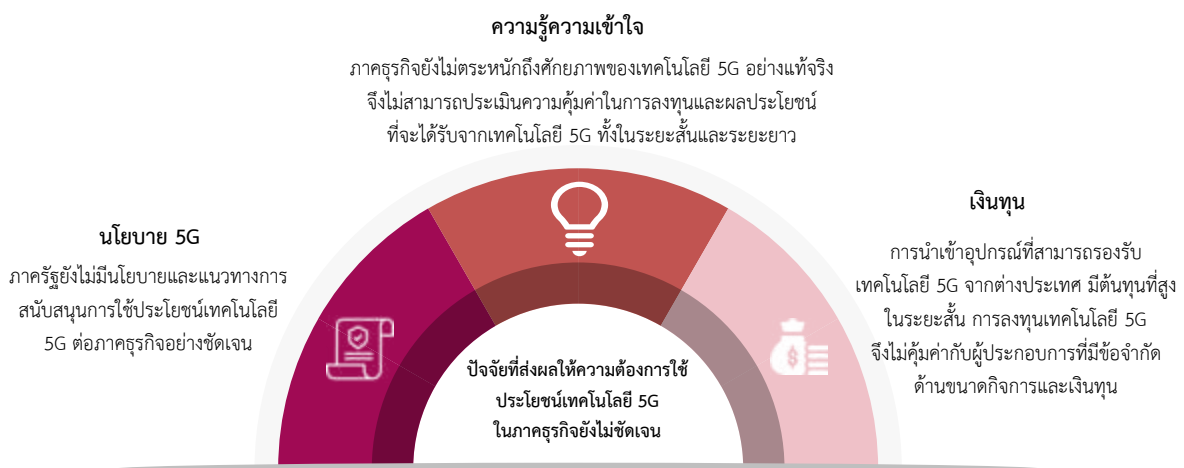 ความรู้ความเข้าใจ
ภาคธุรกิจยังไม่ตระหนักถึงศักยภาพของเทคโนโลยี 5G อย่างแท้จริง
จึงไม่สามารถประเมินความคุ้มค่าในการลงทุนและผลประโยชน์
ที่จะได้รับจากเทคโนโลยี 5G ทั้งในระยะสั้นและระยะยาว
นโยบาย 5G
ภาครัฐยังไม่มีนโยบายและแนวทางการ
สนับสนุนการใช้ประโยชน์เทคโนโลยี
5G ต่อภาคธุรกิจอย่างชัดเจน
เงินทุน
การนำเข้าอุปกรณ์ที่สามารถรองรับ
เทคโนโลยี 5G จากต่างประเทศ มีต้นทุนที่สูง
ในระยะสั้น การลงทุนเทคโนโลยี 5G
จึงไม่คุ้มค่ากับผู้ประกอบการที่มีข้อจำกัด
ด้านขนาดกิจการและเงินทุน
ปัจจัยที่ส่งผลให้ความต้องการใช้
ประโยชน์เทคโนโลยี 5G
ในภาคธุรกิจยังไม่ชัดเจน